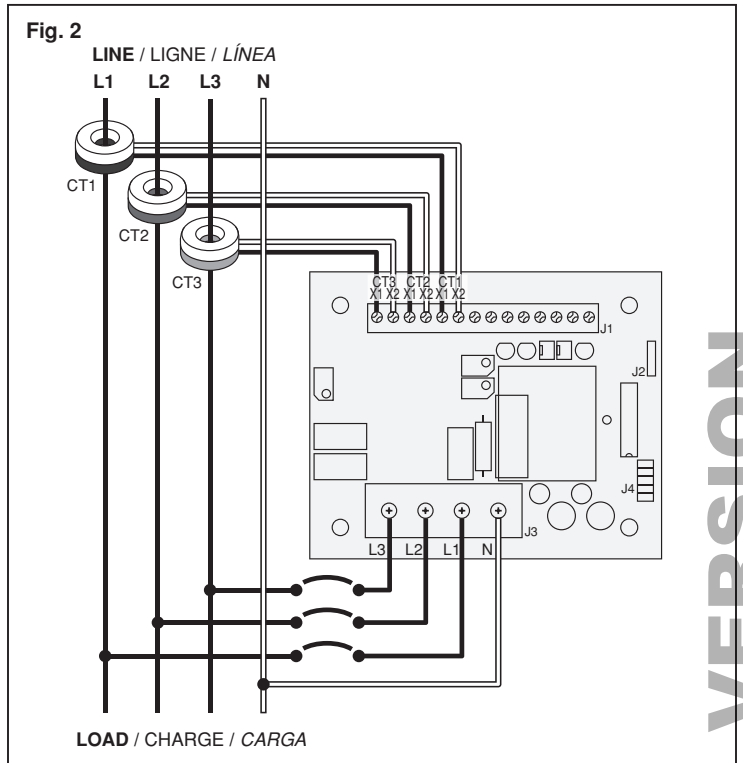 Fig. 2
LINE / LIGNE / LÍNEA
L1 L2 L3 N
CT1
CT2
CT3
CT3 CT2 CT1
X1 X2 X1 X2 X1 X2
J1
J2
J4
J3
L3 L2 L1 N
LOAD / CHARGE / CARGA
VERSION